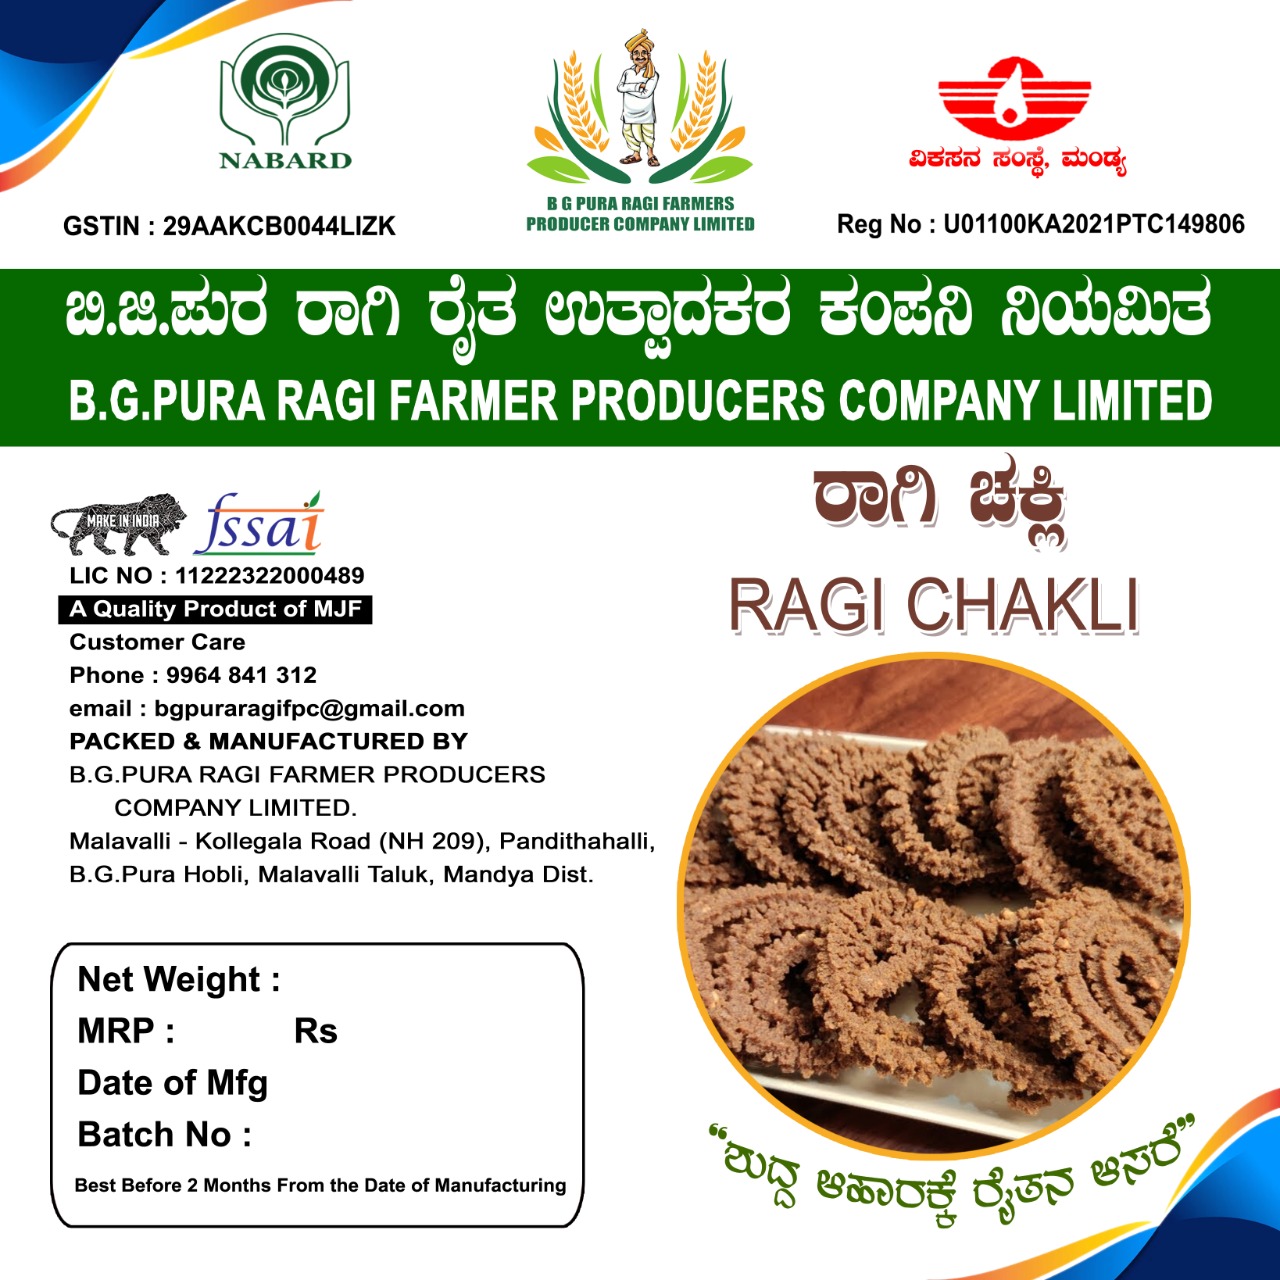 NABARD
B G PURA RAGI FARMERS
PRODUCER COMPANY LIMITED
ವಿಕಸನ ಸಂಸ್ಥೆ, ಮಂಡ್ಯ
GSTIN : 29AAKCB0044LIZK
Reg No : U01100KA2021PTC149806
ಬಿ.ಜಿ.ಪುರ ರಾಗಿ ರೈತ ಉತ್ಪಾದಕರ ಕಂಪನಿ ನಿಯಮಿತ
B.G.PURA RAGI FARMER PRODUCERS COMPANY LIMITED
ರಾಗಿ ಚಕ್ಲಿ
RAGI CHAKLI
MAKE IN INDIA
fssai
LIC NO : 11222322000489
A Quality Product of MJF
Customer Care
Phone : 9964 841 312
email : bgpuraragifpc@gmail.com
PACKED & MANUFACTURED BY
B.G.PURA RAGI FARMER PRODUCERS
COMPANY LIMITED.
Malavalli - Kollegala Road (NH 209), Pandithahalli,
B.G.Pura Hobli, Malavalli Taluk, Mandya Dist.
Net Weight :
MRP : Rs
Date of Mfg
Batch No :
Best Before 2 Months From the Date of Manufacturing
“ಶುದ್ದ ಆಹಾರಕ್ಕೆ ರೈತನ ಆಸರೆ”